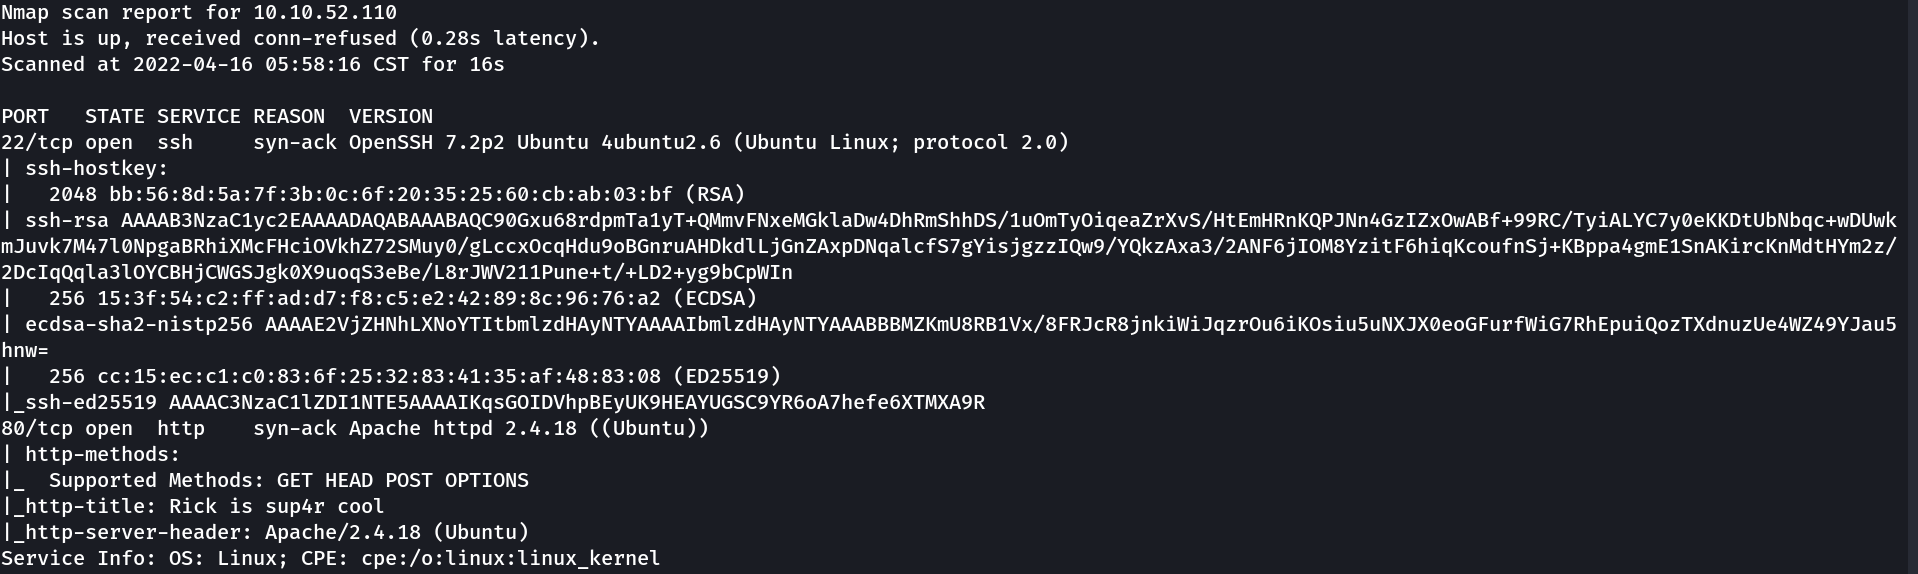 Nmap scan report for 10.10.52.110
Host is up, received conn-refused (0.28s latency).
Scanned at 2022-04-16 05:58:16 CST for 16s
PORT   STATE SERVICE REASON  VERSION
22/tcp open  ssh     syn-ack OpenSSH 7.2p2 Ubuntu 4ubuntu2.6 (Ubuntu Linux; protocol 2.0)
| ssh-hostkey:
|   2048 bb:56:8d:5a:7f:3b:0c:6f:20:35:25:60:cb:ab:03:bf (RSA)
| ssh-rsa AAAAB3NzaC1yc2EAAAADAQABAAABAQC90Gxu68rdpmTa1yT+QMmvFNxeMGklaDw4DhRmShhDS/1uOmTyOiqeaZrXvS/HtEmHRnKQPJNn4GzIZxOwABf+99RC/TyiALYC7y0eKKDtUbNbqc+wDUwk
mJuvk7M47l0NpgaBRhiXMcFHciOVkhZ72SMuy0/gLccxOcqHdu9oBGnruAHDkdlLjGnZAxpDNqalcfS7gYisjgzzIQw9/YQkzAxa3/2ANF6jIOM8YzitF6hiqKcoufnSj+KBppa4gmE1SnAKircKnMdtHYm2z/
2DcIqQqla3lOYCBHjCWGSJgk0X9uoqS3eBe/L8rJWV211Pune+t/+LD2+yg9bCpWIn
|   256 15:3f:54:c2:ff:ad:d7:f8:c5:e2:42:89:8c:96:76:a2 (ECDSA)
| ecdsa-sha2-nistp256 AAAAE2VjZHNhLXNoYTItbmlzdHAyNTYAAAAIbmlzdHAyNTYAAABBBMZKmU8RB1Vx/8FRJcR8jnkiWiJqzrOu6iKOsiu5uNXJX0eoGFurfWiG7RhEpuiQozTXdnuzUe4WZ49YJau5
hnw=
|   256 cc:15:ec:c1:c0:83:6f:25:32:83:41:35:af:48:83:08 (ED25519)
|_ssh-ed25519 AAAAC3NzaC1lZDI1NTE5AAAAIKqsGOIDVhpBEyUK9HEAYUGSC9YR6oA7hefe6XTMXA9R
80/tcp open  http    syn-ack Apache httpd 2.4.18 ((Ubuntu))
| http-methods:
|_  Supported Methods: GET HEAD POST OPTIONS
|_http-title: Rick is sup4r cool
|_http-server-header: Apache/2.4.18 (Ubuntu)
Service Info: OS: Linux; CPE: cpe:/o:linux:linux_kernel